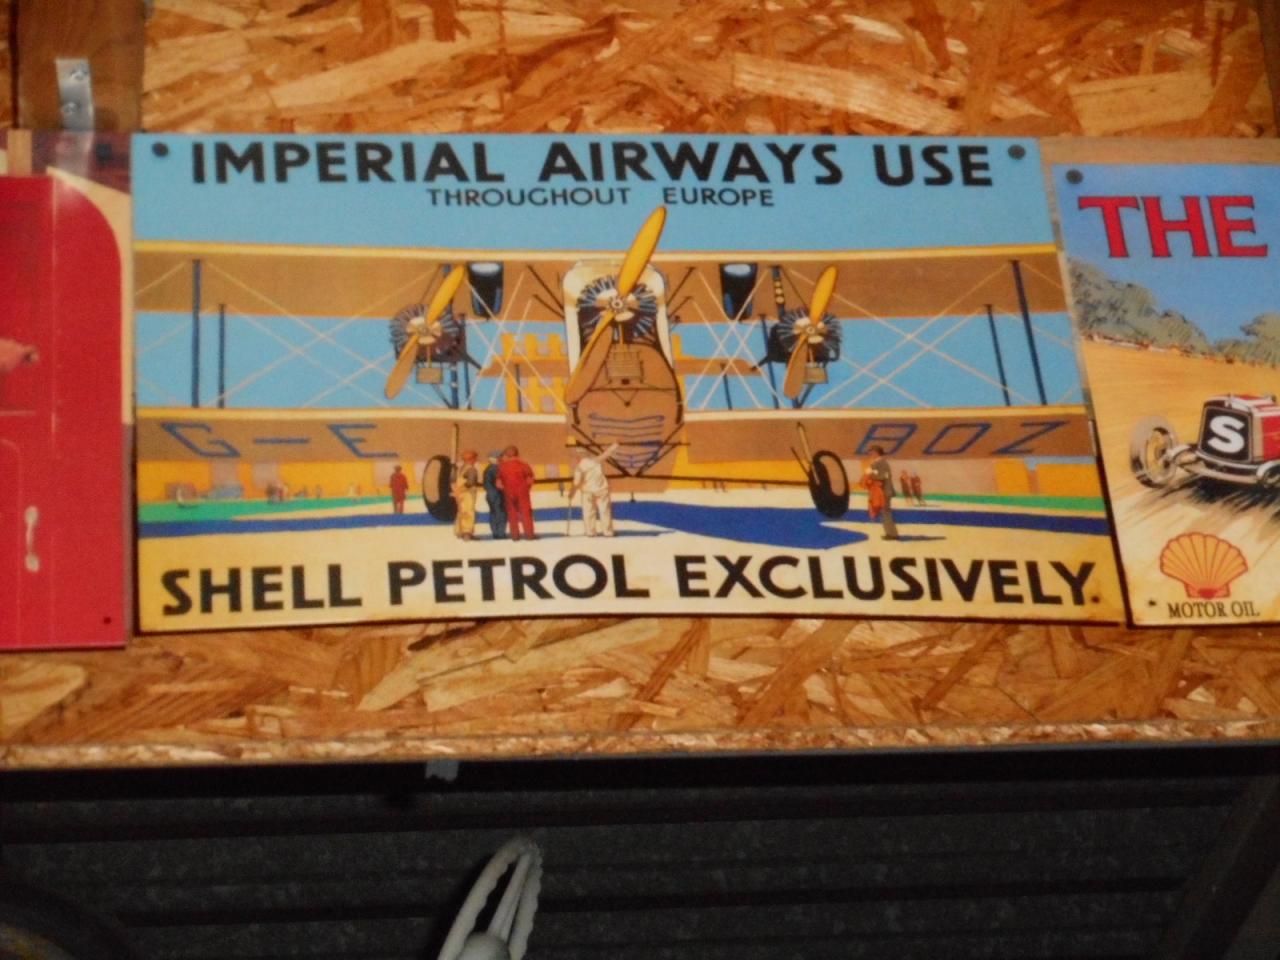 IMPERIAL AIRWAYS USE
THROUGHOUT EUROPE
G-E BOZ
SHELL PETROL EXCLUSIVELY.
THE
S
MOTOR OIL